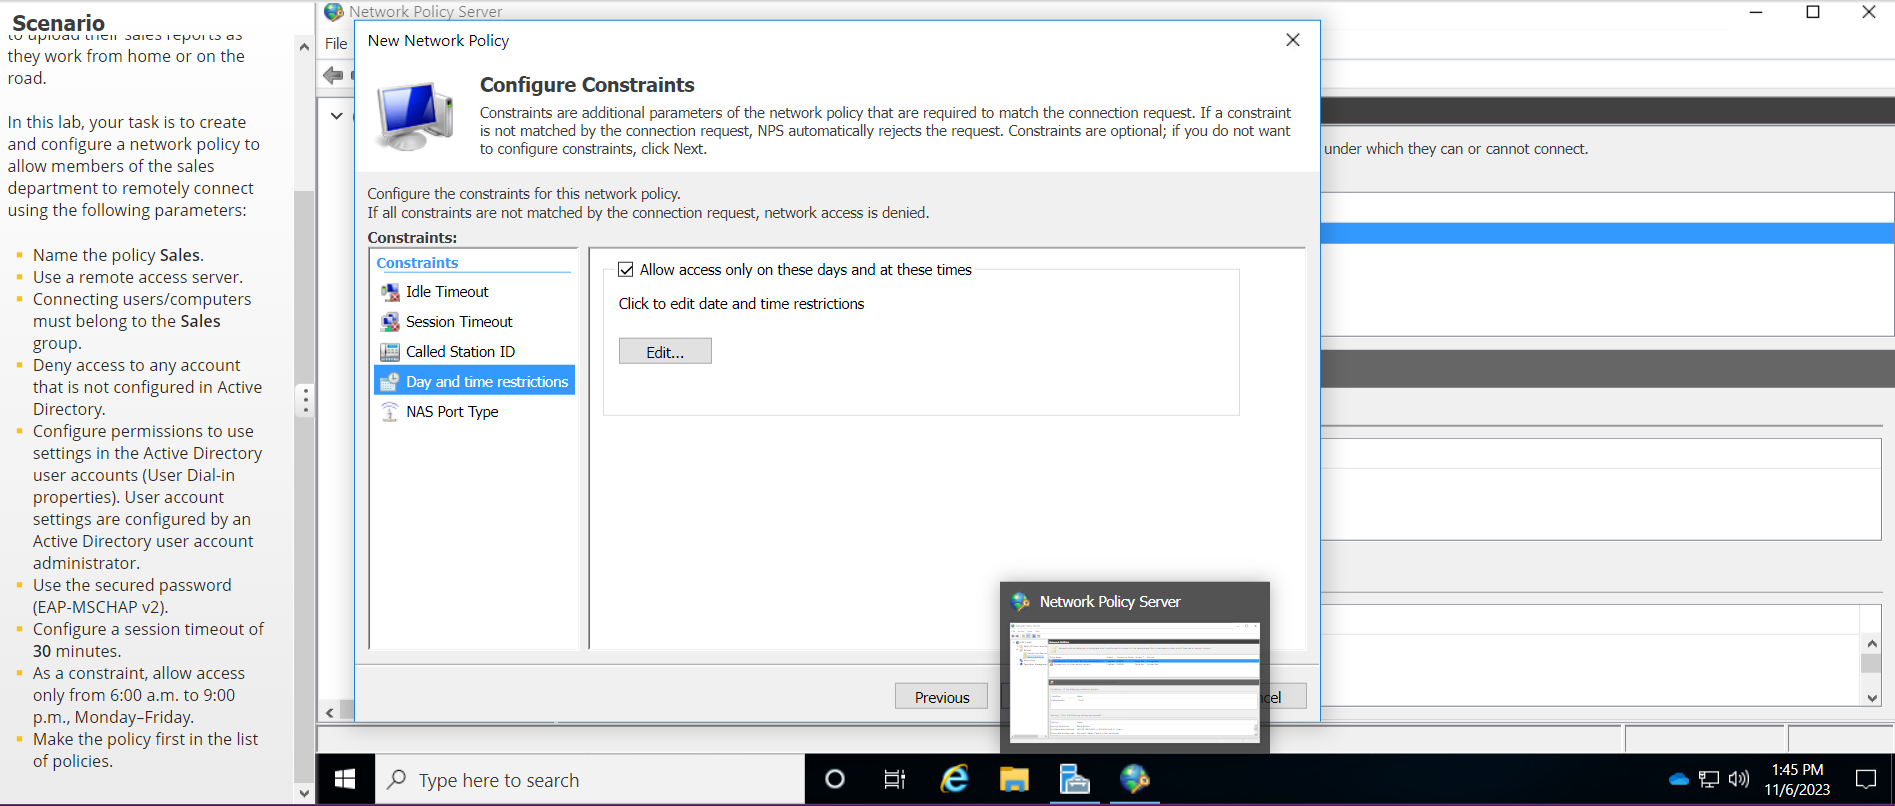 Scenario
to upload their sales reports as
they work from home or on the
road.
In this lab, your task is to create
and configure a network policy to
allow members of the sales
department to remotely connect
using the following parameters:
Name the policy Sales.
Use a remote access server.
Connecting users/computers
must belong to the Sales
group.
Deny access to any account
that is not configured in Active
Directory.
Configure permissions to use
settings in the Active Directory
user accounts (User Dial-in
properties). User account
settings are configured by an
Active Directory user account
administrator.
Use the secured password
(EAP-MSCHAP v2).
Configure a session timeout of
30 minutes.
As a constraint, allow access
only from 6:00 a.m. to 9:00
p.m., Monday–Friday.
Make the policy first in the list
of policies.
Network Policy Server
File
New Network Policy
Configure Constraints
Constraints are additional parameters of the network policy that are required to match the connection request. If a constraint
is not matched by the connection request, NPS automatically rejects the request. Constraints are optional; if you do not want
to configure constraints, click Next.
under which they can or cannot connect.
Configure the constraints for this network policy.
If all constraints are not matched by the connection request, network access is denied.
Constraints:
Constraints
Idle Timeout
Session Timeout
Called Station ID
Day and time restrictions
NAS Port Type
Allow access only on these days and at these times
Click to edit date and time restrictions
Edit...
Network Policy Server
Previous
cel
Type here to search
1:45 PM
11/6/2023